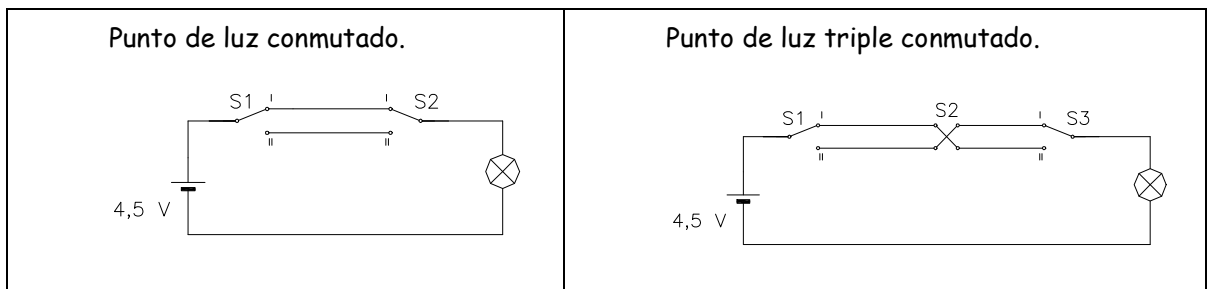 Punto de luz conmutado.
I I
S1 S2
II II
4,5 V
Punto de luz triple conmutado.
I I
S1 S2 S3
II II
4,5 V